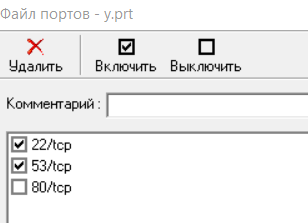 Файл портов - y.prt
Удалить Включить Выключить
Комментарий :
22/tcp
53/tcp
80/tcp